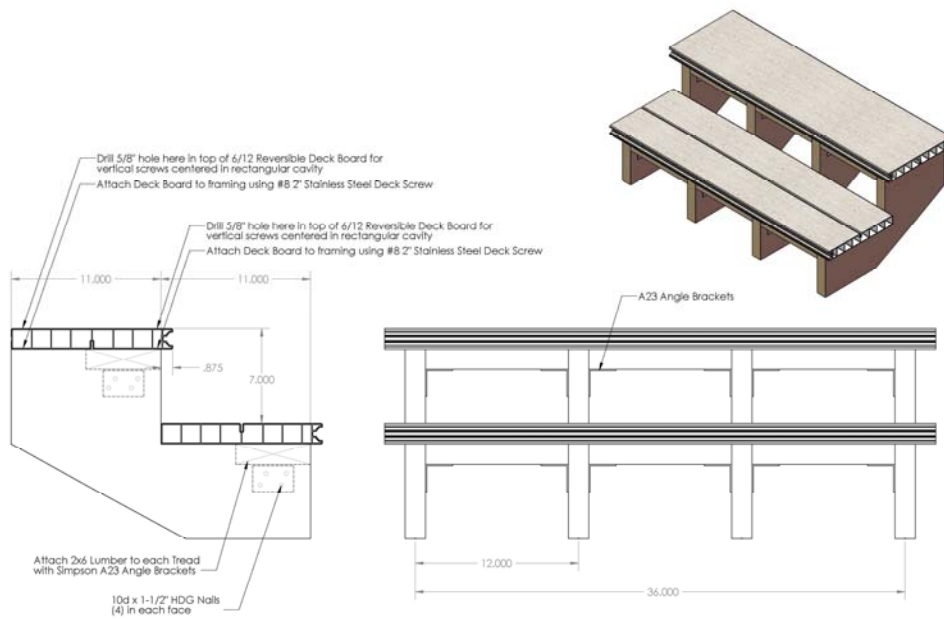 Drill 5/8" hole here in top of 6/12 Reversible Deck Board for
vertical screws centered in rectangular cavity
Attach Deck Board to framing using #8 2" Stainless Steel Deck Screw
Drill 5/8" hole here in top of 6/12 Reversible Deck Board for
vertical screws centered in rectangular cavity
Attach Deck Board to framing using #8 2" Stainless Steel Deck Screw
11.000
11.000
A23 Angle Brackets
.875
7.000
Attach 2x6 Lumber to each Tread
with Simpson A23 Angle Brackets
10d x 1-1/2" HDG Nails
(4) in each face
12.000
36.000